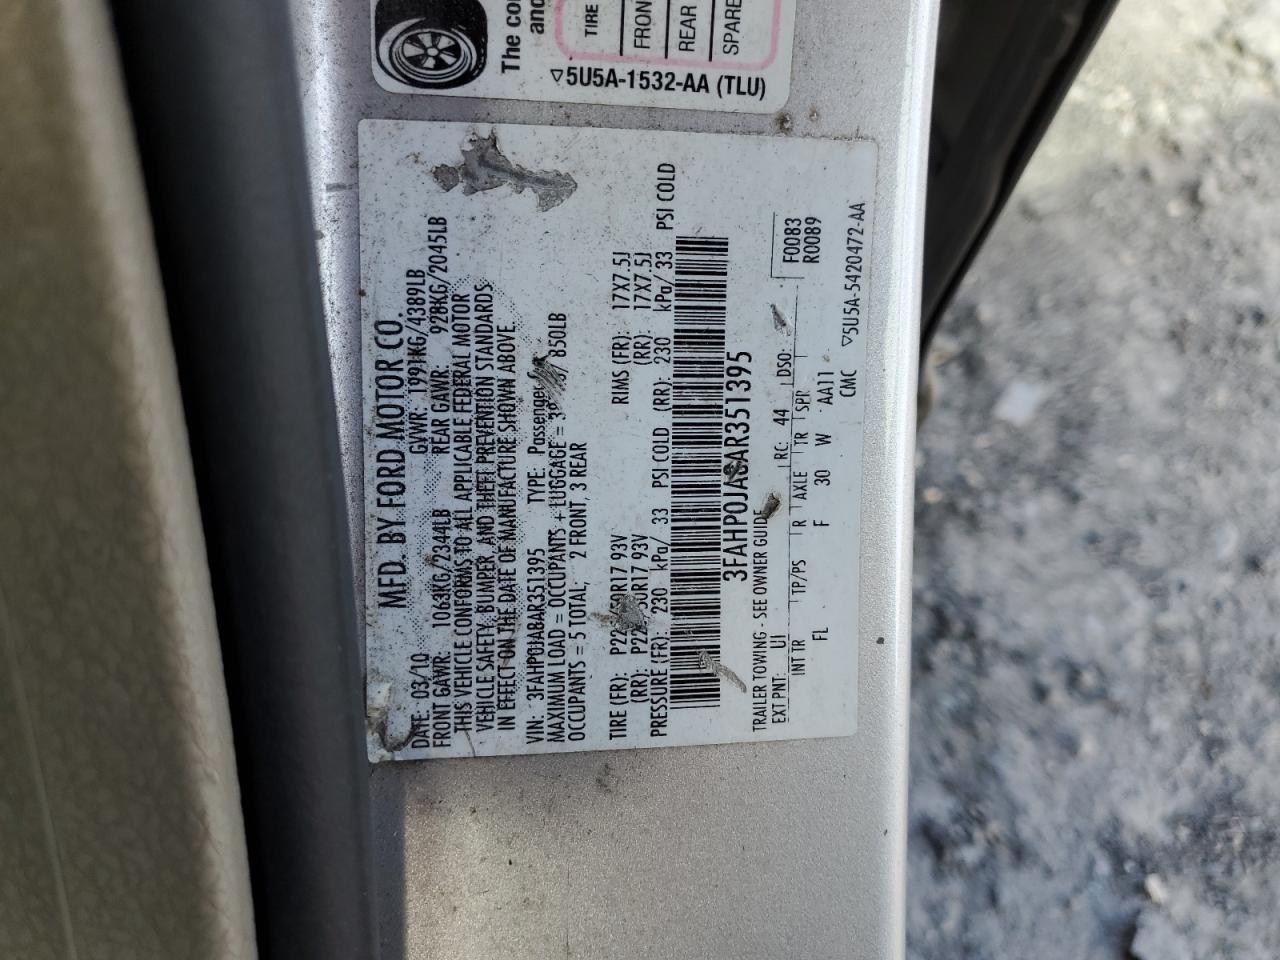 MFD. BY FORD MOTOR CO.
DATE: 03/10 GVWR: 1991KG/4389LB
FRONT GAWR: 1063KG/2344LB REAR GAWR: 928KG/2045LB
THIS VEHICLE CONFORMS TO ALL APPLICABLE FEDERAL MOTOR
VEHICLE SAFETY, BUMPER, AND THEFT PREVENTION STANDARDS
IN EFFECT ON THE DATE OF MANUFACTURE SHOWN ABOVE.
VIN: 3FAHP0JA8AR351395 TYPE: Passenger
MAXIMUM LOAD = OCCUPANTS + LUGGAGE = 850LB
OCCUPANTS = 5 TOTAL, 2 FRONT, 3 REAR
TIRE (FR): 93V RIMS (FR): 17X7.5J
(RR): 93V (RR): 17X7.5J
PRESSURE (FR): 230 kPa/ 33 PSI COLD (RR): 230 kPa/ 33 PSI COLD
3FAHP0JA8AR351395
TRAILER TOWING - SEE OWNER GUIDE
F0083
R0089
EXT PNT: UI RC: 44 DSO:
INT TR TP/PS R AXLE TR SPR
FL F 30 W AA11
CMC
▽5U5A-5420472-AA
The co
and
TIRE
FRON
REAR
SPARE
▽5U5A-1532-AA (TLU)